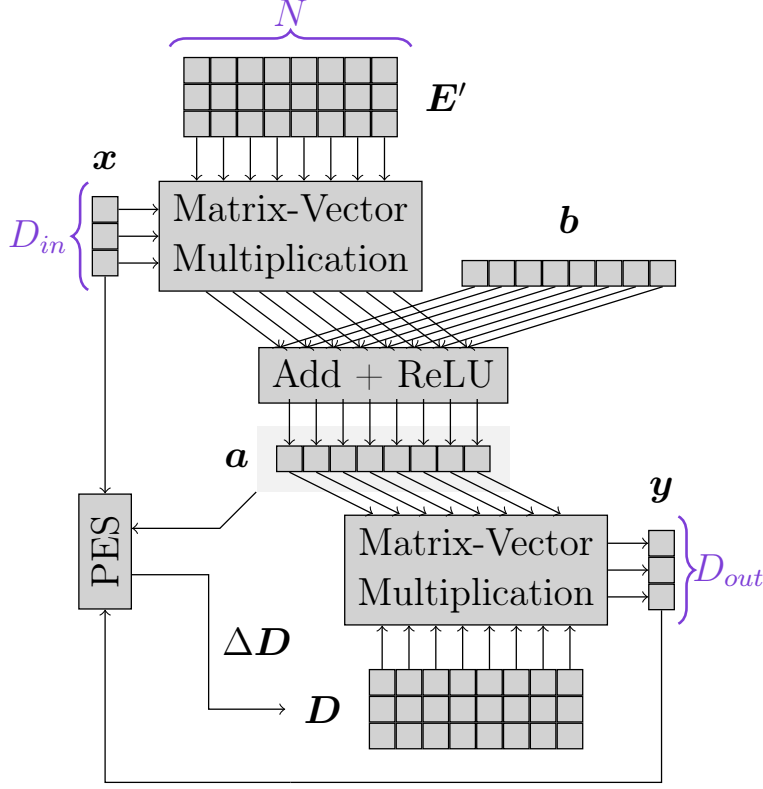 N
E′
x
D_in
Matrix-Vector
Multiplication
b
Add + ReLU
a
y
PES
Matrix-Vector
Multiplication
D_out
ΔD
D